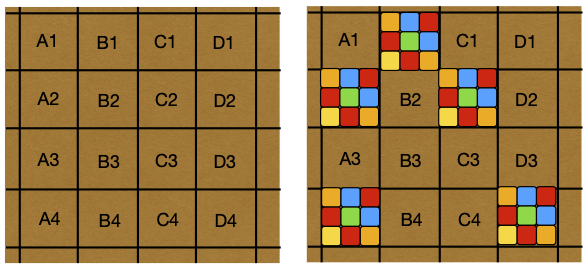 A1 B1 C1 D1
A2 B2 C2 D2
A3 B3 C3 D3
A4 B4 C4 D4
A1 C1 D1
B2 D2
A3 B3 C3 D3
B4 C4